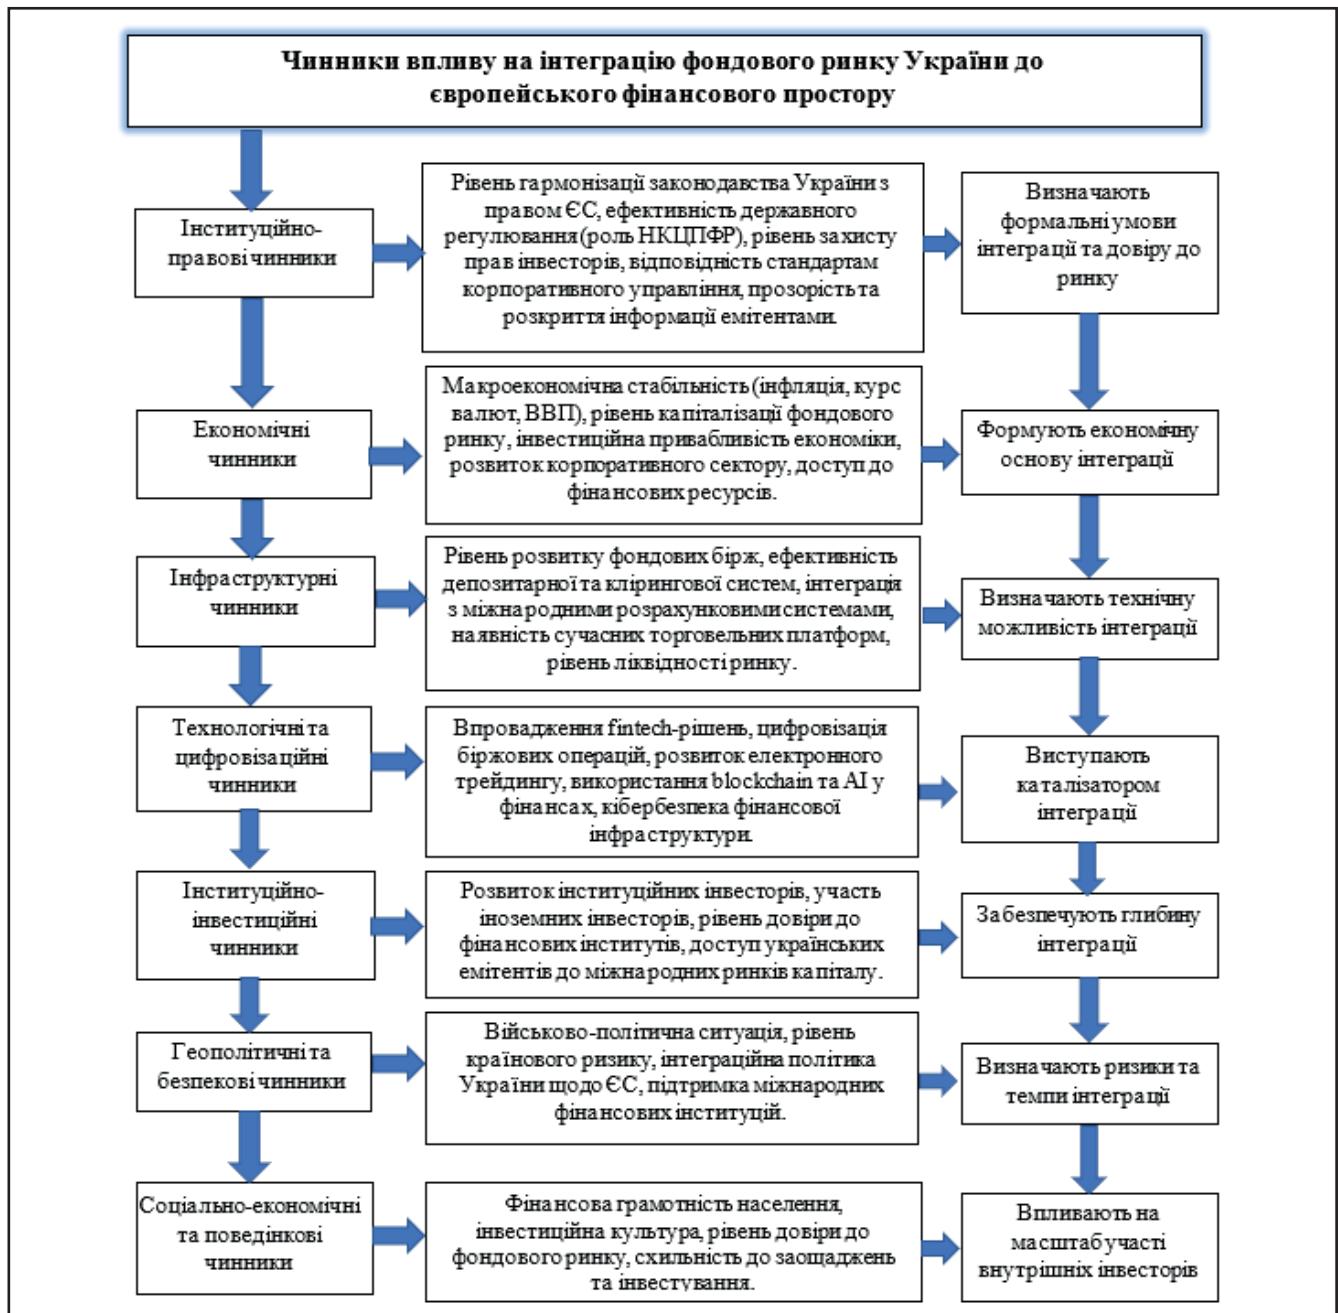 Чинники впливу на інтеграцію фондового ринку України до
європейського фінансового простору
Інституційно-
правові чинники
Рівень гармонізації законодавства України з
правом ЄС, ефективність державного
регулювання (роль НКЦПФР), рівень захисту
прав інвесторів, відповідність стандартам
корпоративного управління, прозорість та
розкриття інформації емітентами.
Визначають
формальні умови
інтеграції та довіру до
ринку
Економічні
чинники
Макроекономічна стабільність (інфляція, курс
валют, ВВП), рівень капіталізації фондового
ринку, інвестиційна привабливість економіки,
розвиток корпоративного сектору, доступ до
фінансових ресурсів.
Формують економічну
основу інтеграції
Інфраструктурні
чинники
Рівень розвитку фондових бірж, ефективність
депозитарної та клірингової систем, інтеграція
з міжнародними розрахунковими системами,
наявність сучасних торговельних платформ,
рівень ліквідності ринку.
Визначають технічну
можливість інтеграції
Технологічні та
цифровізаційні
чинники
Впровадження fintech-рішень, цифровізація
біржових операцій, розвиток електронного
трейдингу, використання blockchain та AI у
фінансах, кібербезпека фінансової
інфраструктури.
Виступають
каталізатором
інтеграції
Інституційно-
інвестиційні
чинники
Розвиток інституційних інвесторів, участь
іноземних інвесторів, рівень довіри до
фінансових інститутів, доступ українських
емітентів до міжнародних ринків капіталу.
Забезпечують глибину
інтеграції
Геополітичні та
безпекові чинники
Військово-політична ситуація, рівень
країнового ризику, інтеграційна політика
України щодо ЄС, підтримка міжнародних
фінансових інституцій.
Визначають ризики та
темпи інтеграції
Соціально-економічні
та поведінкові
чинники
Фінансова грамотність населення,
інвестиційна культура, рівень довіри до
фондового ринку, схильність до заощаджень
та інвестування.
Впливають на
масштаб участі
внутрішніх інвесторів